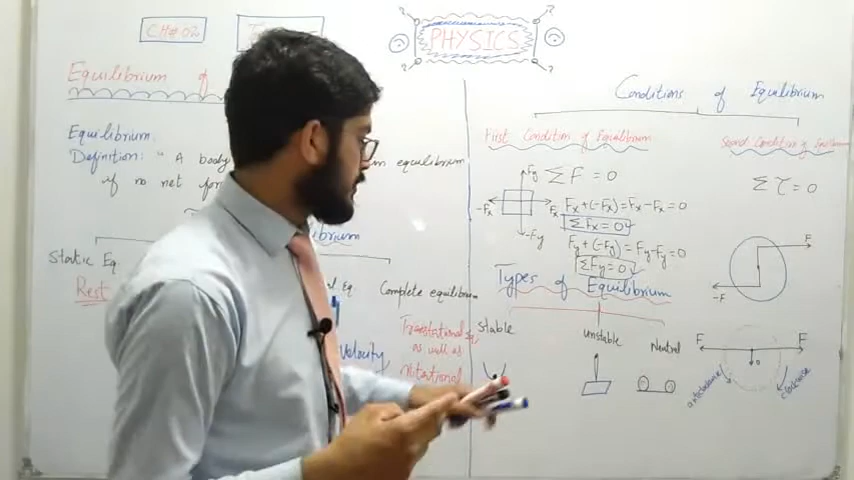 CH# 02
PHYSICS
Equilibrium of
Equilibrium:
Definition: " A body in equilibrium
if no net for
Static Eq
Rest
Eq
Complete equilibrium
Velocity
Translational
as well as
Rotational
Conditions of Equilibrium
First Condition of Equilibrium
ΣF = 0
Fy
-Fx
Fx
-Fy
Fx+(-Fx) = Fx-Fx = 0
ΣFx = 0
Fy+(-Fy) = Fy-Fy = 0
ΣFy = 0
Second Condition of Equilibrium
Στ = 0
F
-F
Types of Equilibrium
stable
unstable
Neutral
F
F
anticlockwise
clockwise